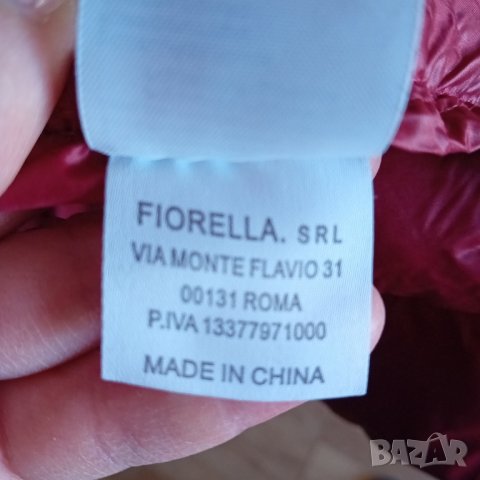 FIORELLA. SRL
VIA MONTE FLAVIO 31
00131 ROMA
P.IVA 13377971000
MADE IN CHINA
BAZAR